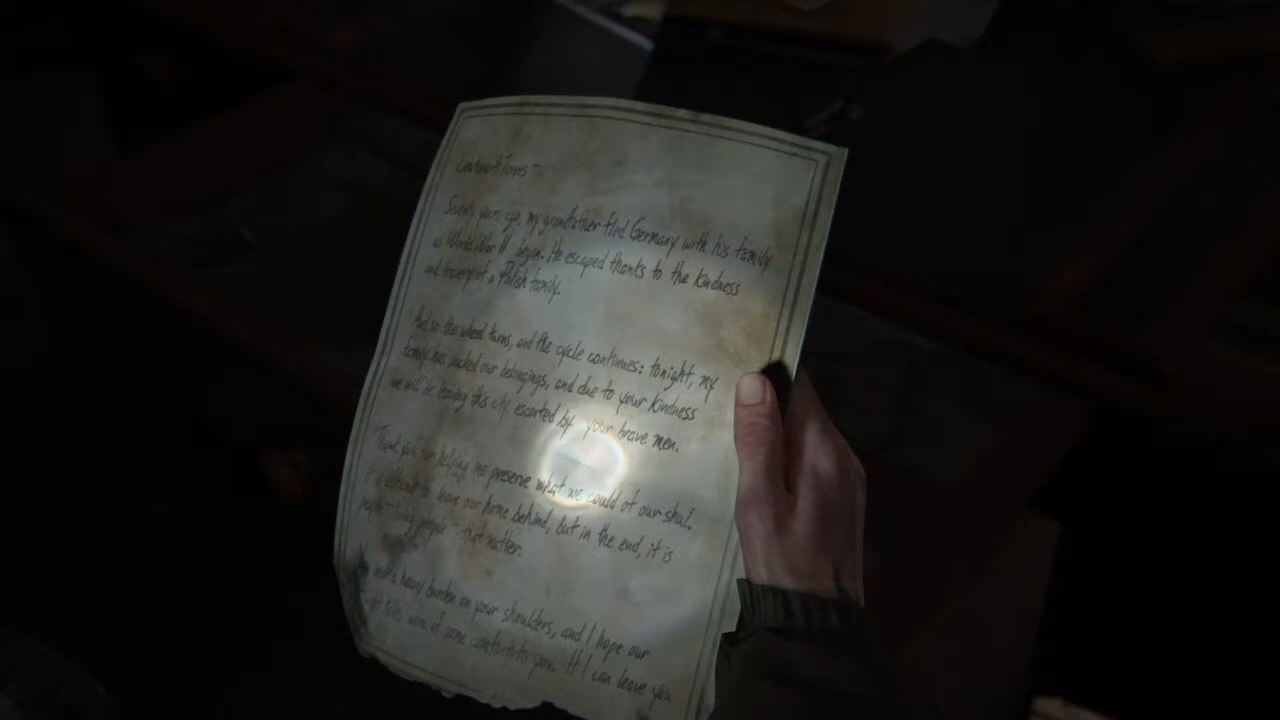 Lieutenant Torres -
Seventy years ago, my grandfather fled Germany with his family
as World War II began. He escaped thanks to the kindness
and bravery of a Polish family.
And so the wheel turns, and the cycle continues: tonight, my
family has packed our belongings, and due to your kindness
we will be leaving this city, escorted by your brave men.
Thank you for helping me preserve what we could of our shul.
it is difficult to leave our home behind, but in the end, it is
people - living people - that matter.
a heavy burden on your shoulders, and I hope our
talks were of some comfort to you. If I can leave you